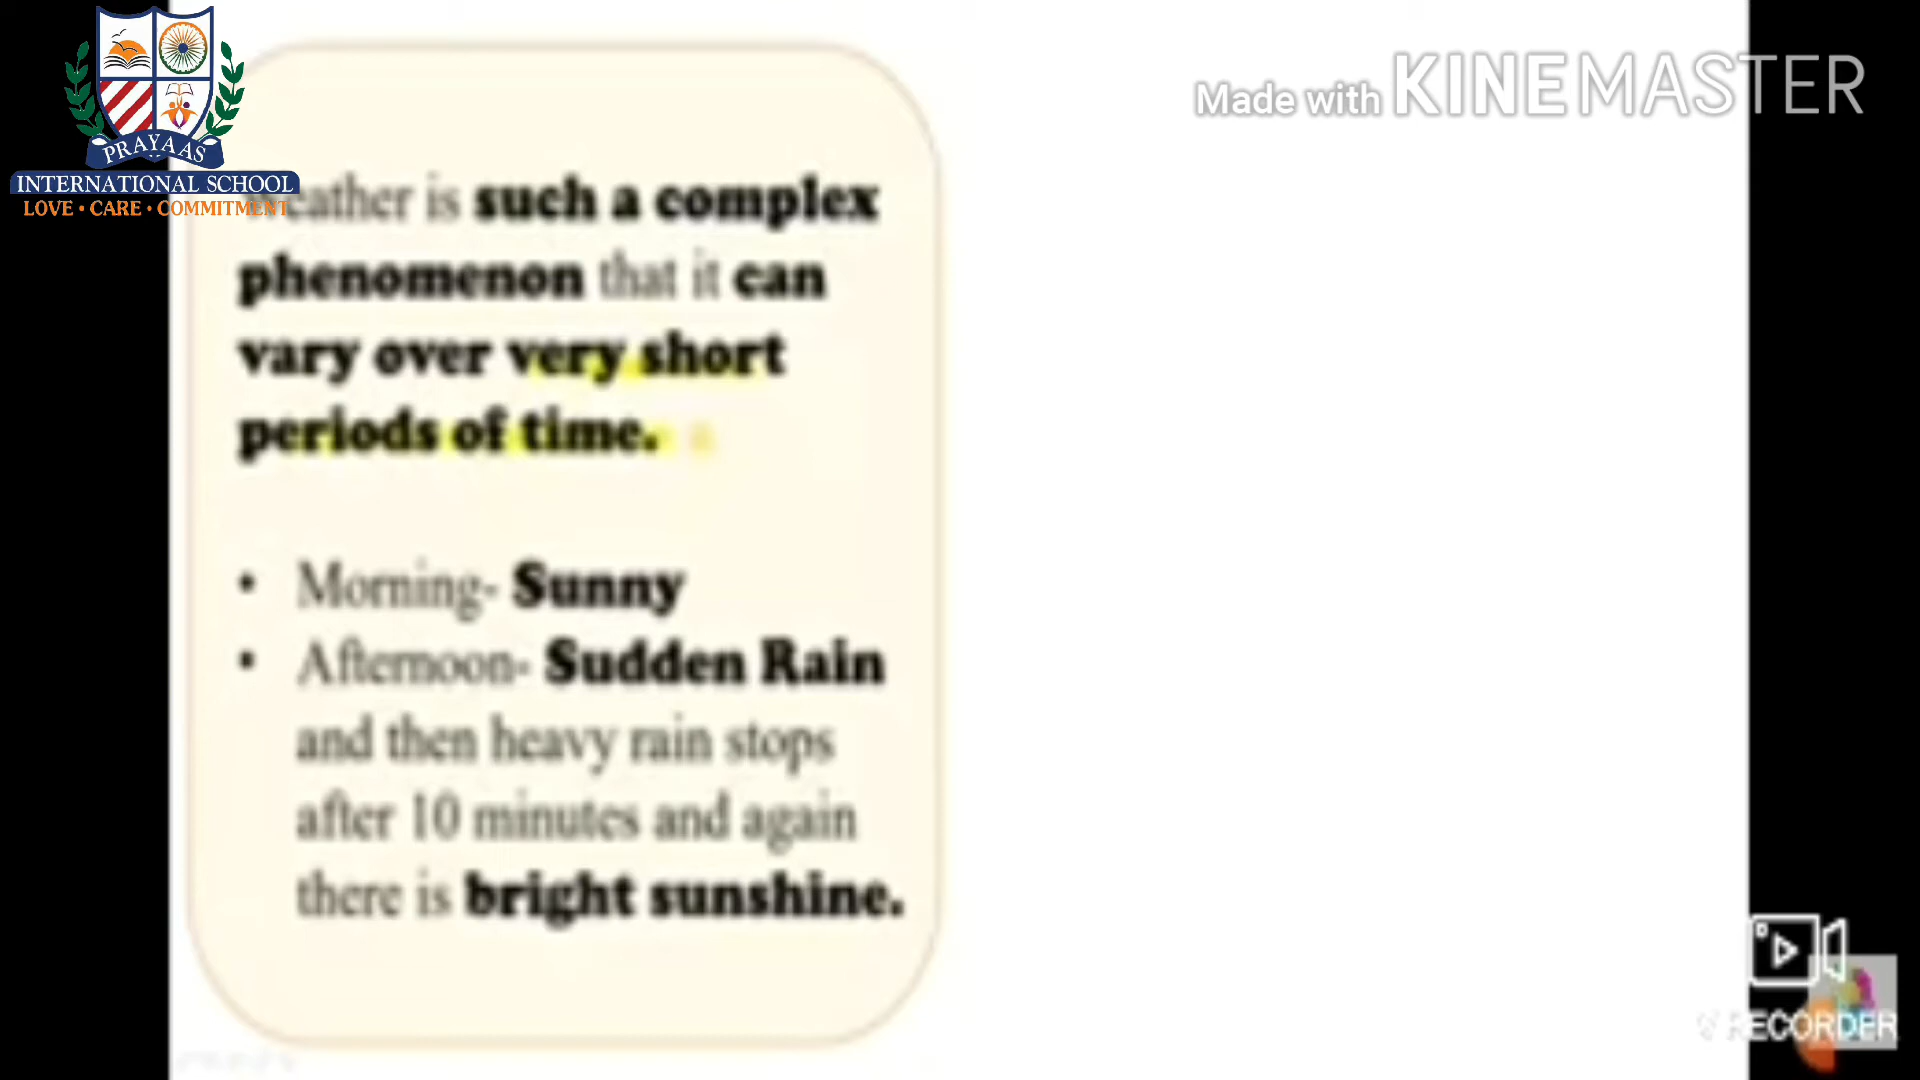 PRAYAAS
INTERNATIONAL SCHOOL
LOVE • CARE • COMMITMENT
Made with KINEMASTER
Weather is such a complex
phenomenon that it can
vary over very short
periods of time.
• Morning- Sunny
• Afternoon- Sudden Rain
and then heavy rain stops
after 10 minutes and again
there is bright sunshine.
RECORDER